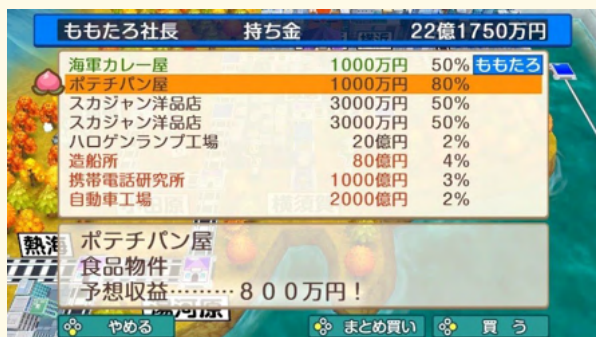 ももたろ社長 持ち金 22億1750万円
海軍カレー屋 1000万円 50% ももたろ
ポテチパン屋 1000万円 80%
スカジャン洋品店 3000万円 50%
スカジャン洋品店 3000万円 50%
ハロゲンランプ工場 20億円 2%
造船所 80億円 4%
携帯電話研究所 1000億円 3%
自動車工場 2000億円 2%
熱海
ポテチパン屋
食品物件
予想収益………８００万円！
湯河原
やめる まとめ買い 買う